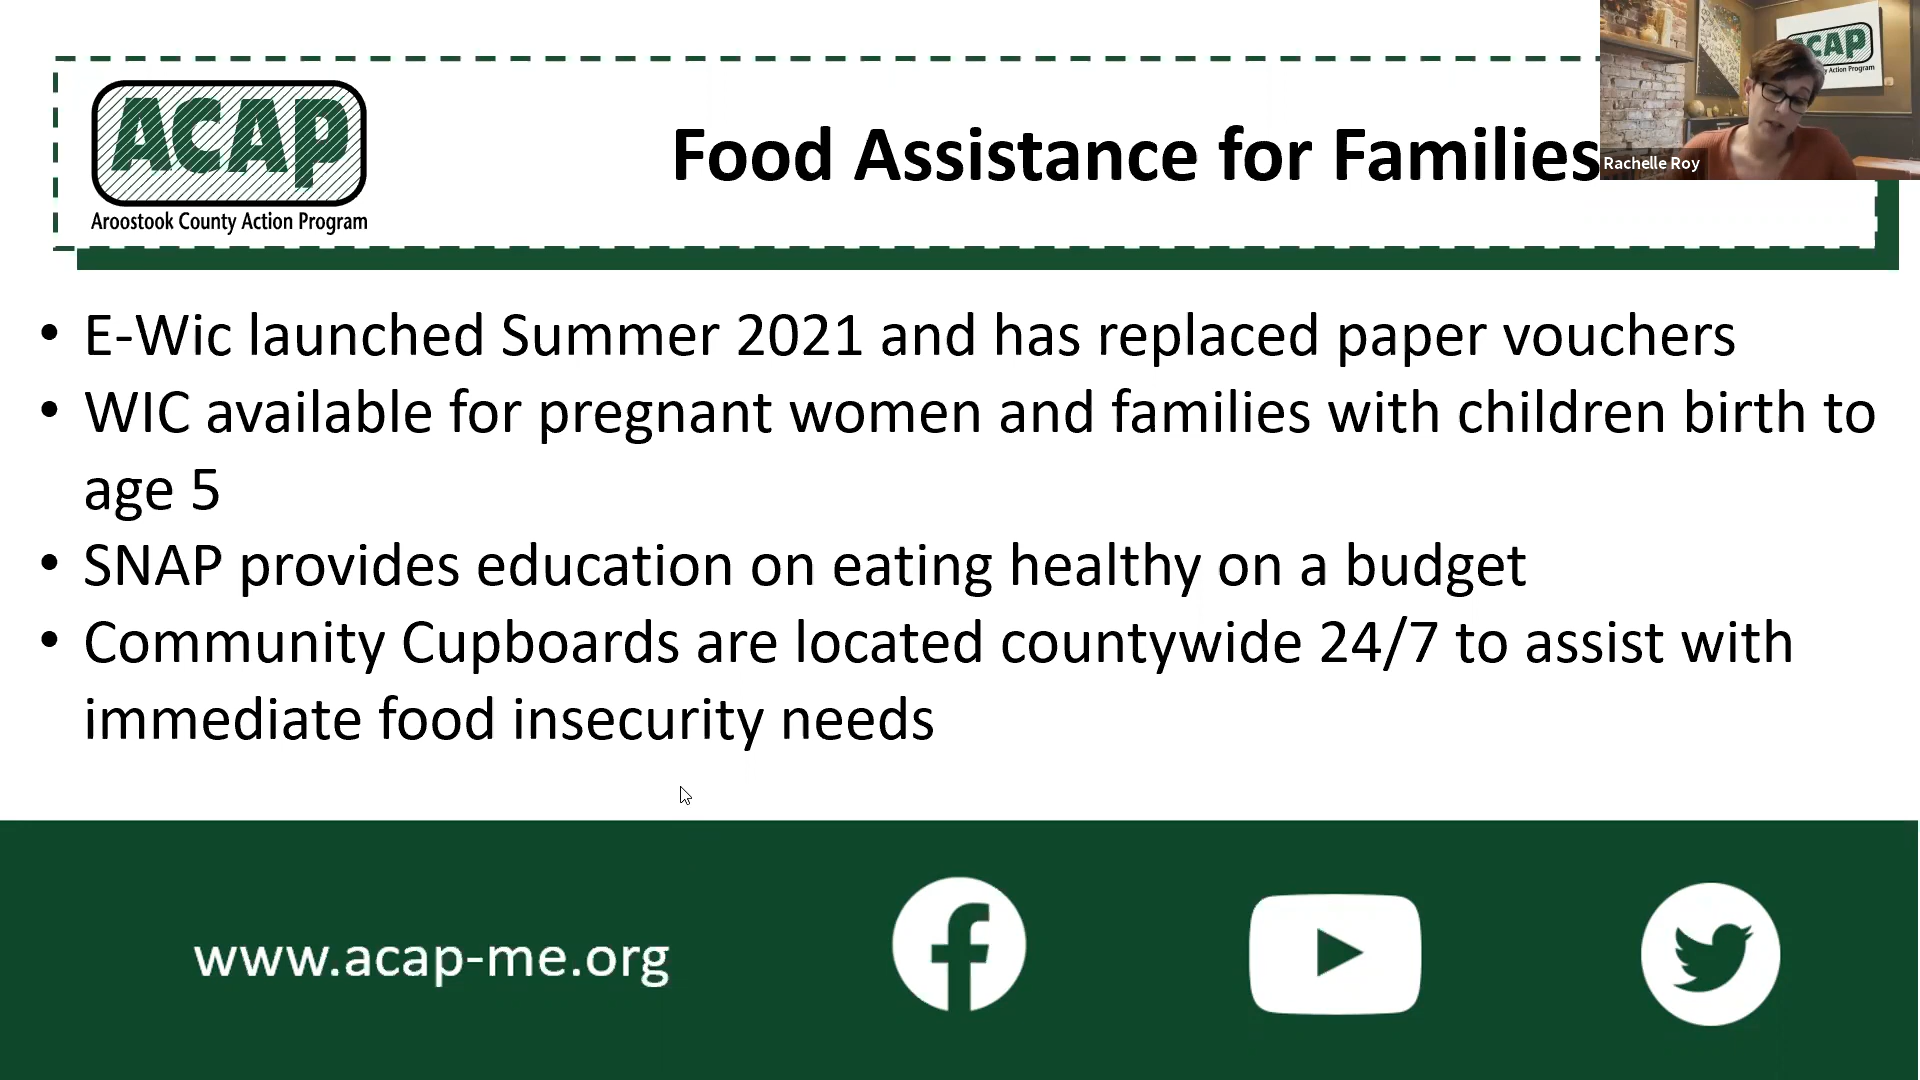 ACAP
Aroostook County Action Program
Food Assistance for Families
CAP
Action Program
Rachelle Roy
• E-Wic launched Summer 2021 and has replaced paper vouchers
• WIC available for pregnant women and families with children birth to
age 5
• SNAP provides education on eating healthy on a budget
• Community Cupboards are located countywide 24/7 to assist with
immediate food insecurity needs
www.acap-me.org